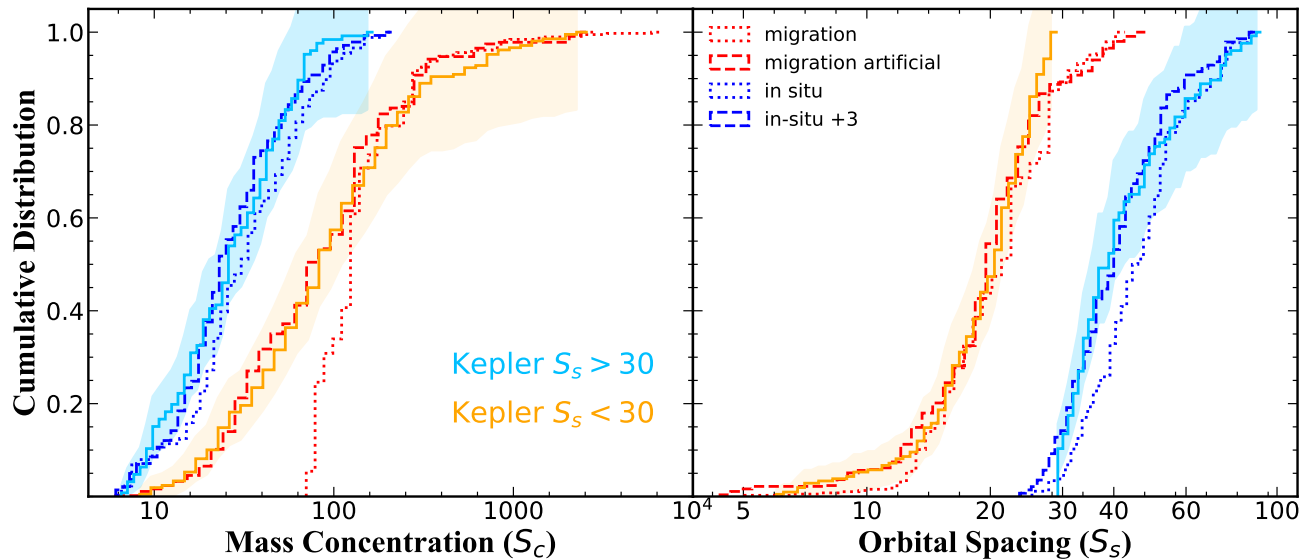 1.0
0.8
0.6
0.4
0.2
Cumulative Distribution
Kepler S_s > 30
Kepler S_s < 30
10
100
1000
10^4
Mass Concentration (S_c)
migration
migration artificial
in situ
in-situ +3
5
10
20
30
40
60
100
Orbital Spacing (S_s)